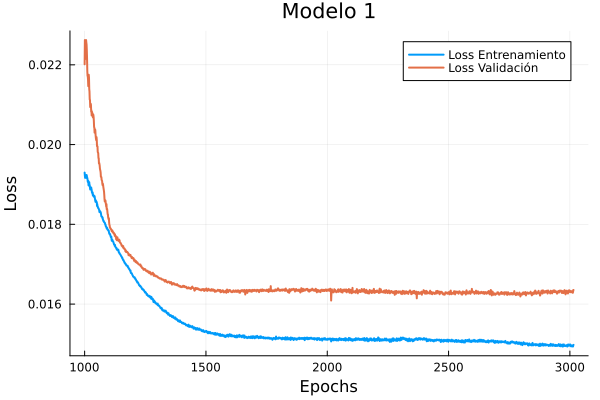 Modelo 1
Loss Entrenamiento
Loss Validación
0.022
0.020
0.018
0.016
Loss
1000
1500
2000
2500
3000
Epochs